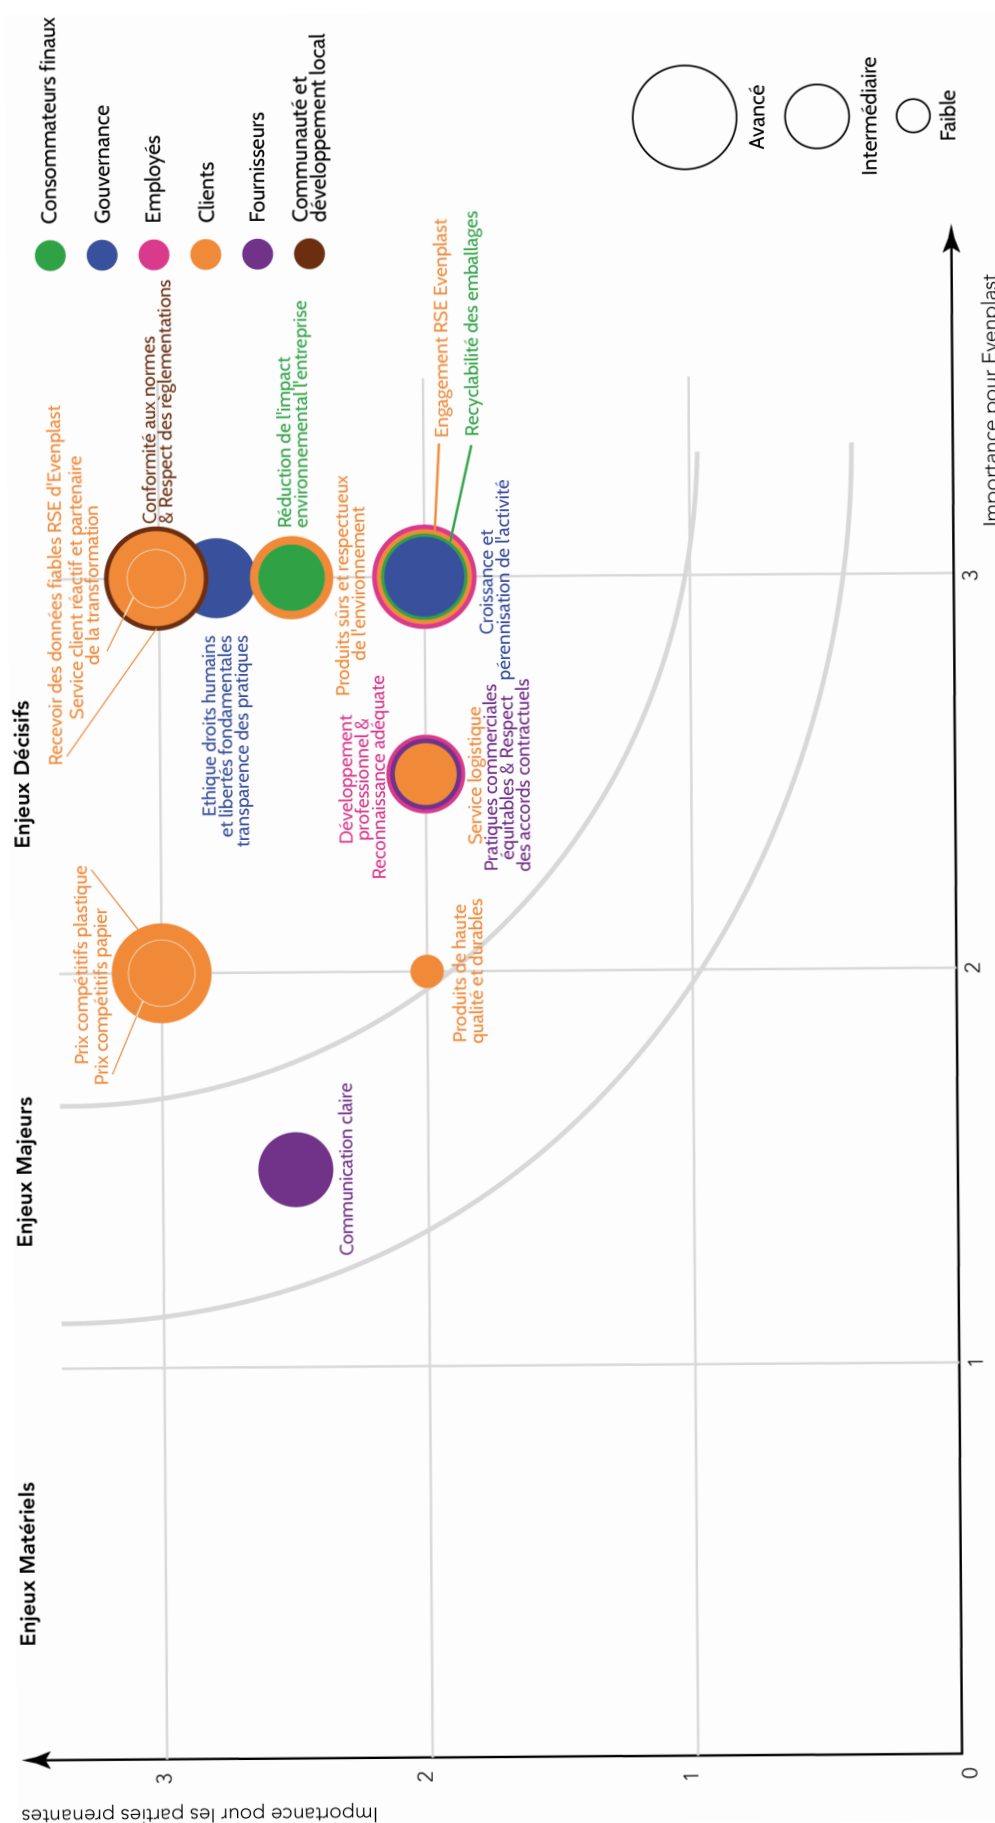 Enjeux Matériels
Enjeux Majeurs
Enjeux Décisifs
Importance pour les parties prenantes
3
2
1
0
1
2
3
Importance pour Evenplast
Prix compétitifs plastique
Prix compétitifs papier
Recevoir des données fiables RSE d'Evenplast
Service client réactif et partenaire
de la transformation
Conformité aux normes
& Respect des règlementations
Ethique droits humains
et libertés fondamentales
transparence des pratiques
Réduction de l'impact
environnemental l'entreprise
Produits sûrs et respectueux
de l'environnement
Développement
professionnel &
Reconnaissance adéquate
Engagement RSE Evenplast
Recyclabilité des emballages
Croissance et
pérennisation de l'activité
Service logistique
Pratiques commerciales
équitables & Respect
des accords contractuels
Produits de haute
qualité et durables
Communication claire
Consommateurs finaux
Gouvernance
Employés
Clients
Fournisseurs
Communauté et
développement local
Avancé
Intermédiaire
Faible